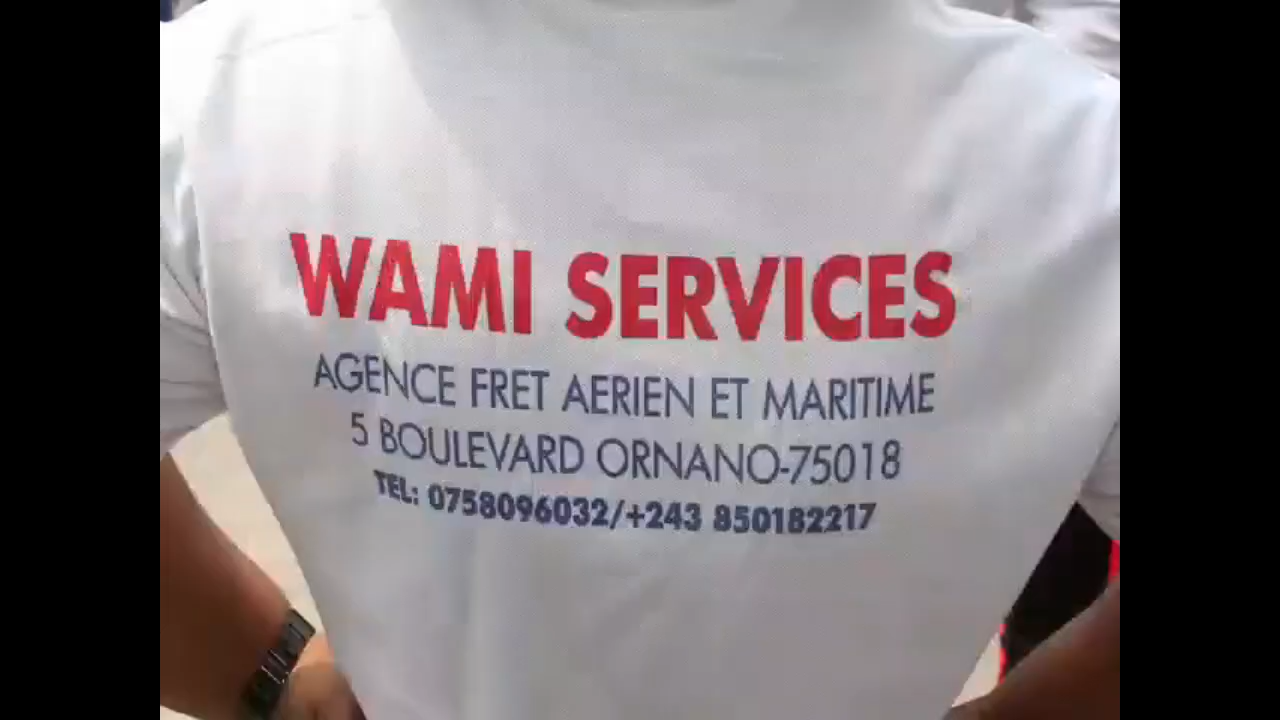 WAMI SERVICES
AGENCE FRET AERIEN ET MARITIME
5 BOULEVARD ORNANO-75018
TEL: 0758096032/+243 850182217